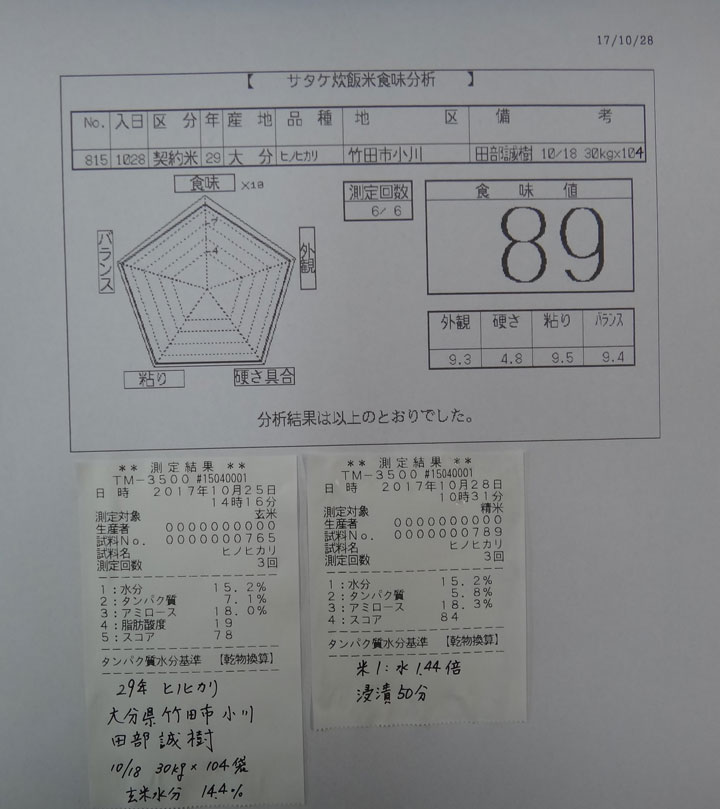 17/10/28
【 サタケ炊飯米食味分析 】
No. 入日 区分 年 産地 品種 地区 備考
815 1028 契約米 29 大分 ヒノヒカリ 竹田市小川 田部誠樹 10/18 30kg×104
食味 ×10
7
4
バランス
外観
粘り
硬さ具合
測定回数
6/ 6
食味値
89
外観 硬さ 粘り バランス
9.3 4.8 9.5 9.4
分析結果は以上のとおりでした。
** 測定結果 **
TM-3500 #15040001
日 時 2017年10月25日
14時16分
測定対象 玄米
生産者 0000000000
試料No. 0000000765
試料名 ヒノヒカリ
測定回数 3回
1:水分 15.2%
2:タンパク質 7.1%
3:アミロース 18.0%
4:脂肪酸度 19
5:スコア 78
タンパク質水分基準 【乾物換算】
29年 ヒノヒカリ
大分県竹田市小川
田部誠樹
10/18 30kg×104袋
玄米水分 14.4%
** 測定結果 **
TM-3500 #15040001
日 時 2017年10月28日
10時31分
測定対象 精米
生産者 0000000000
試料No. 0000000789
試料名 ヒノヒカリ
測定回数 3回
1:水分 15.2%
2:タンパク質 5.8%
3:アミロース 18.3%
4:スコア 84
タンパク質水分基準 【乾物換算】
米1:水1.44倍
浸漬50分